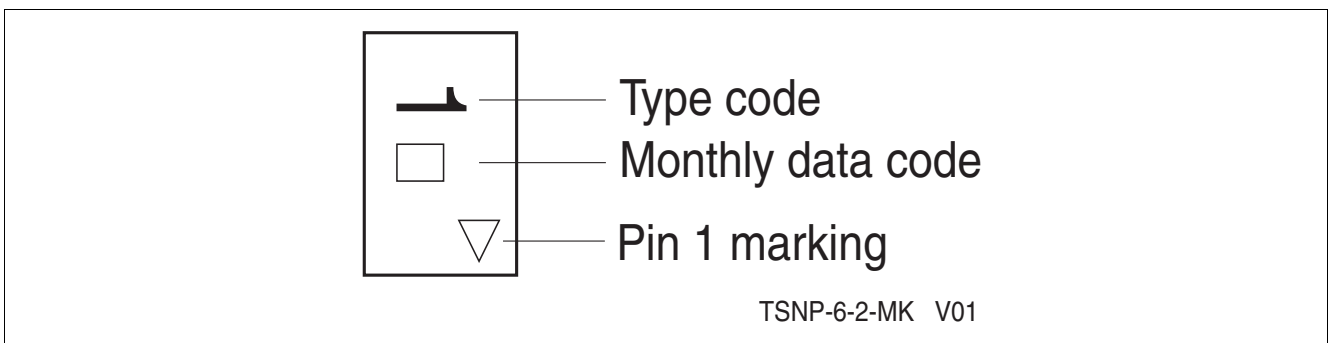 Type code
Monthly data code
Pin 1 marking
TSNP-6-2-MK V01